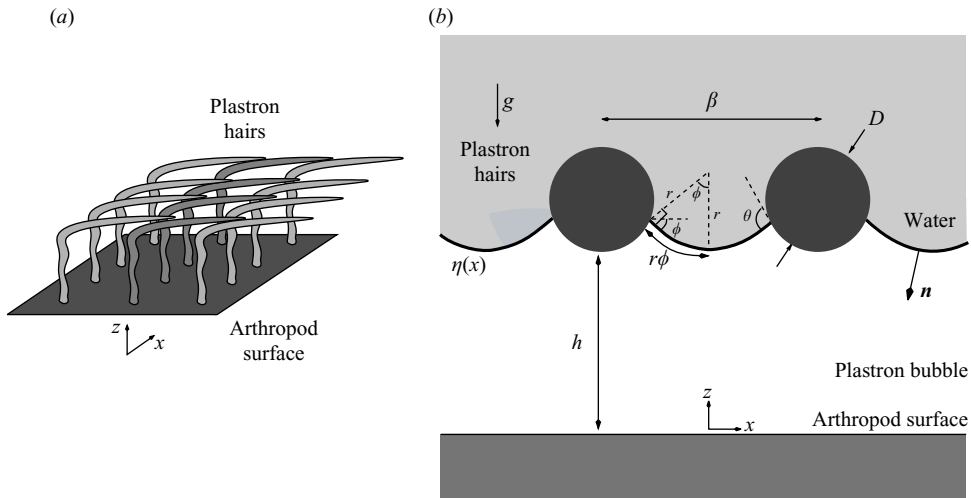 (a)
Plastron
hairs
z
x
Arthropod
surface
(b)
g
β
D
Plastron
hairs
r
ϕ
r
ϕ
θ
Water
η(x)
rϕ
n
h
Plastron bubble
z
x
Arthropod surface